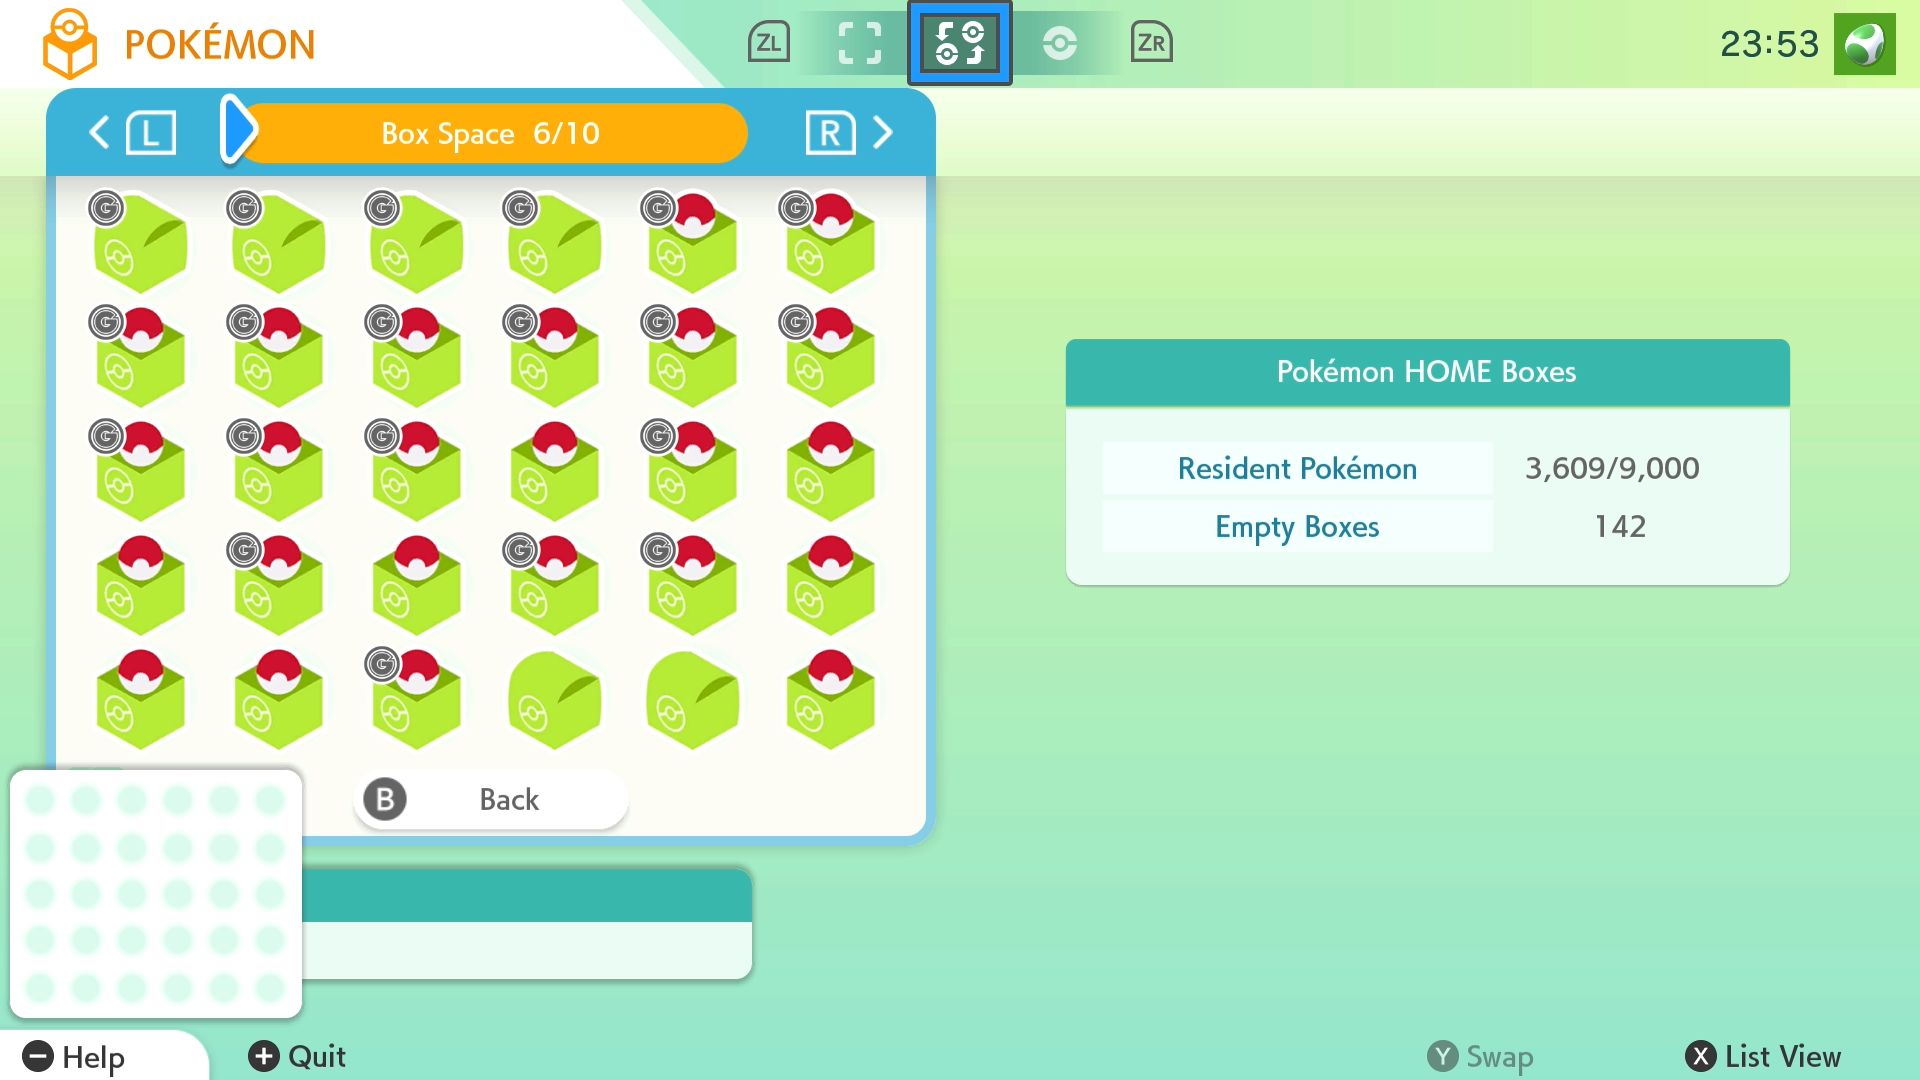 POKÉMON
ZL
ZR
23:53
L
Box Space 6/10
R
Pokémon HOME Boxes
Resident Pokémon 3,609/9,000
Empty Boxes 142
B Back
Help
Quit
Y Swap
X List View